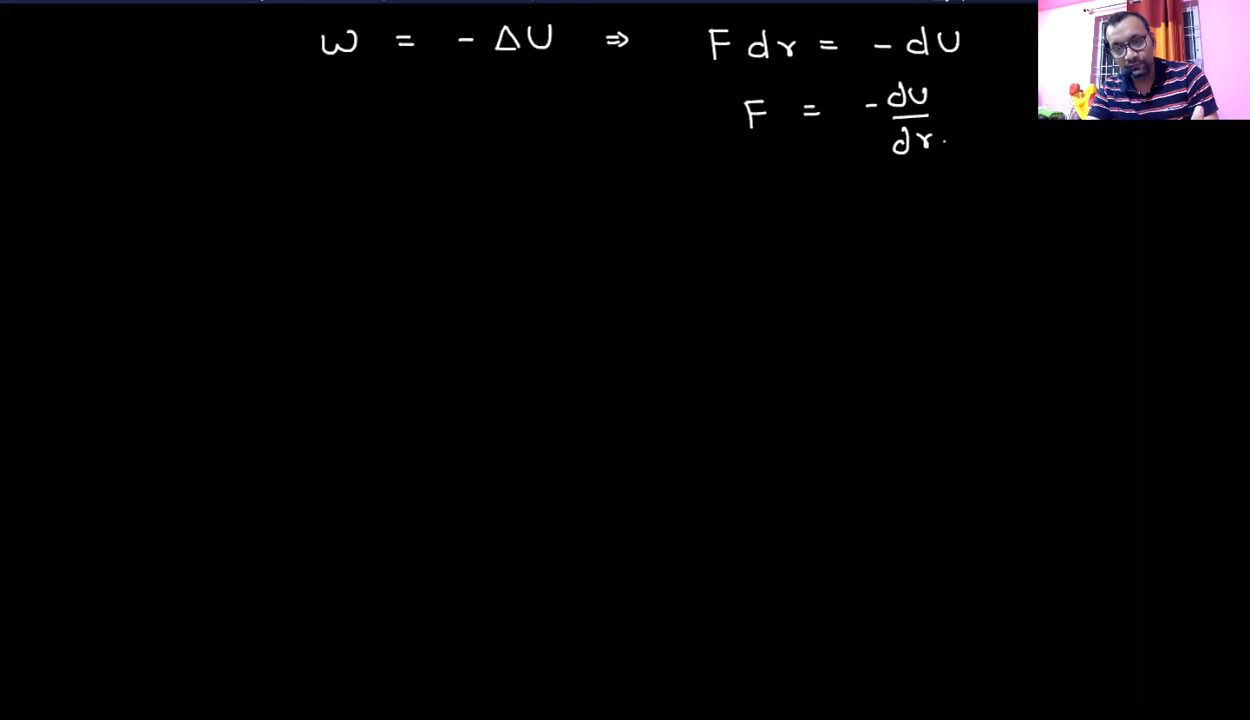 W = - ΔU ⇒ F dr = - dU
F = - dU/dr.